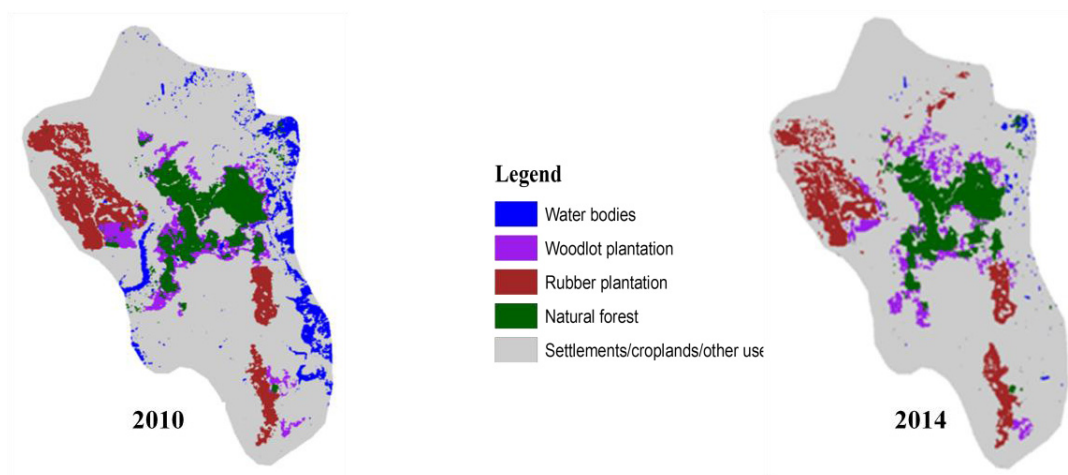 Legend
Water bodies
Woodlot plantation
Rubber plantation
Natural forest
Settlements/croplands/other use
2010
2014